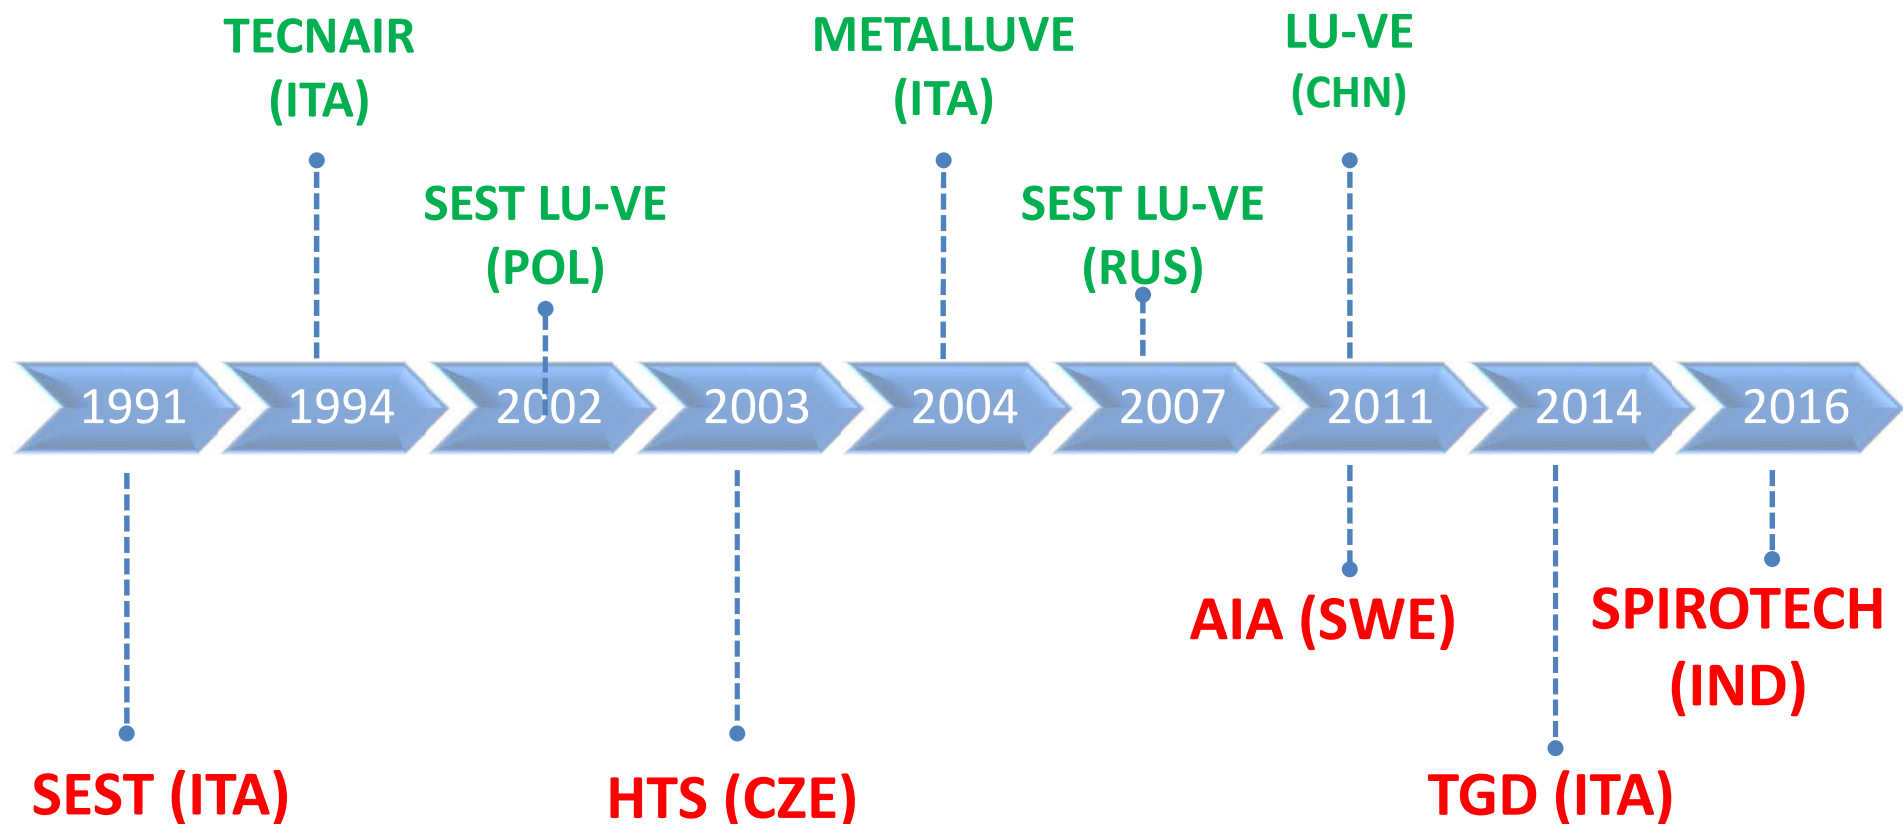 TECNAIR
(ITA)
METALLUVE
(ITA)
LU-VE
(CHN)
SEST LU-VE
(POL)
SEST LU-VE
(RUS)
1991
1994
2002
2003
2004
2007
2011
2014
2016
AIA (SWE)
SPIROTECH
(IND)
SEST (ITA)
HTS (CZE)
TGD (ITA)